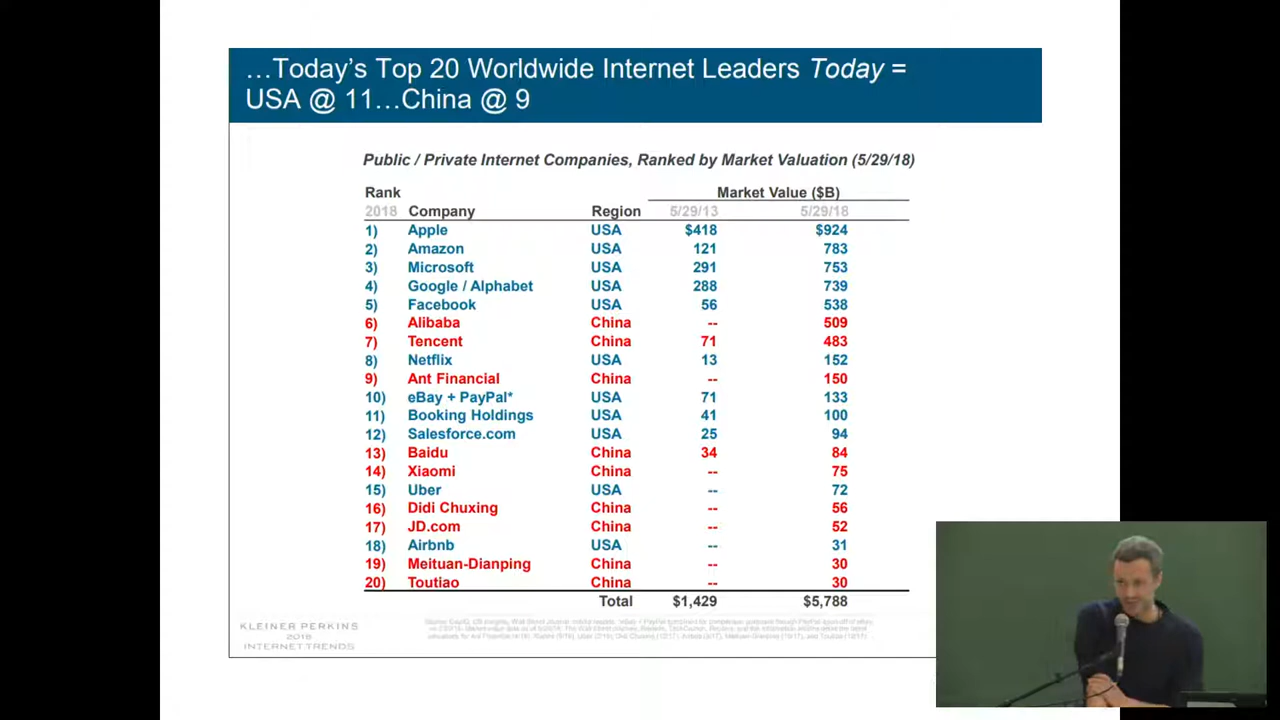 …Today's Top 20 Worldwide Internet Leaders Today =
USA @ 11…China @ 9
Public / Private Internet Companies, Ranked by Market Valuation (5/29/18)
Rank Market Value ($B)
2018 Company Region 5/29/13 5/29/18
1) Apple USA $418 $924
2) Amazon USA 121 783
3) Microsoft USA 291 753
4) Google / Alphabet USA 288 739
5) Facebook USA 56 538
6) Alibaba China -- 509
7) Tencent China 71 483
8) Netflix USA 13 152
9) Ant Financial China -- 150
10) eBay + PayPal* USA 71 133
11) Booking Holdings USA 41 100
12) Salesforce.com USA 25 94
13) Baidu China 34 84
14) Xiaomi China -- 75
15) Uber USA -- 72
16) Didi Chuxing China -- 56
17) JD.com China -- 52
18) Airbnb USA -- 31
19) Meituan-Dianping China -- 30
20) Toutiao China -- 30
Total $1,429 $5,788
KLEINER PERKINS
2018
INTERNET TRENDS